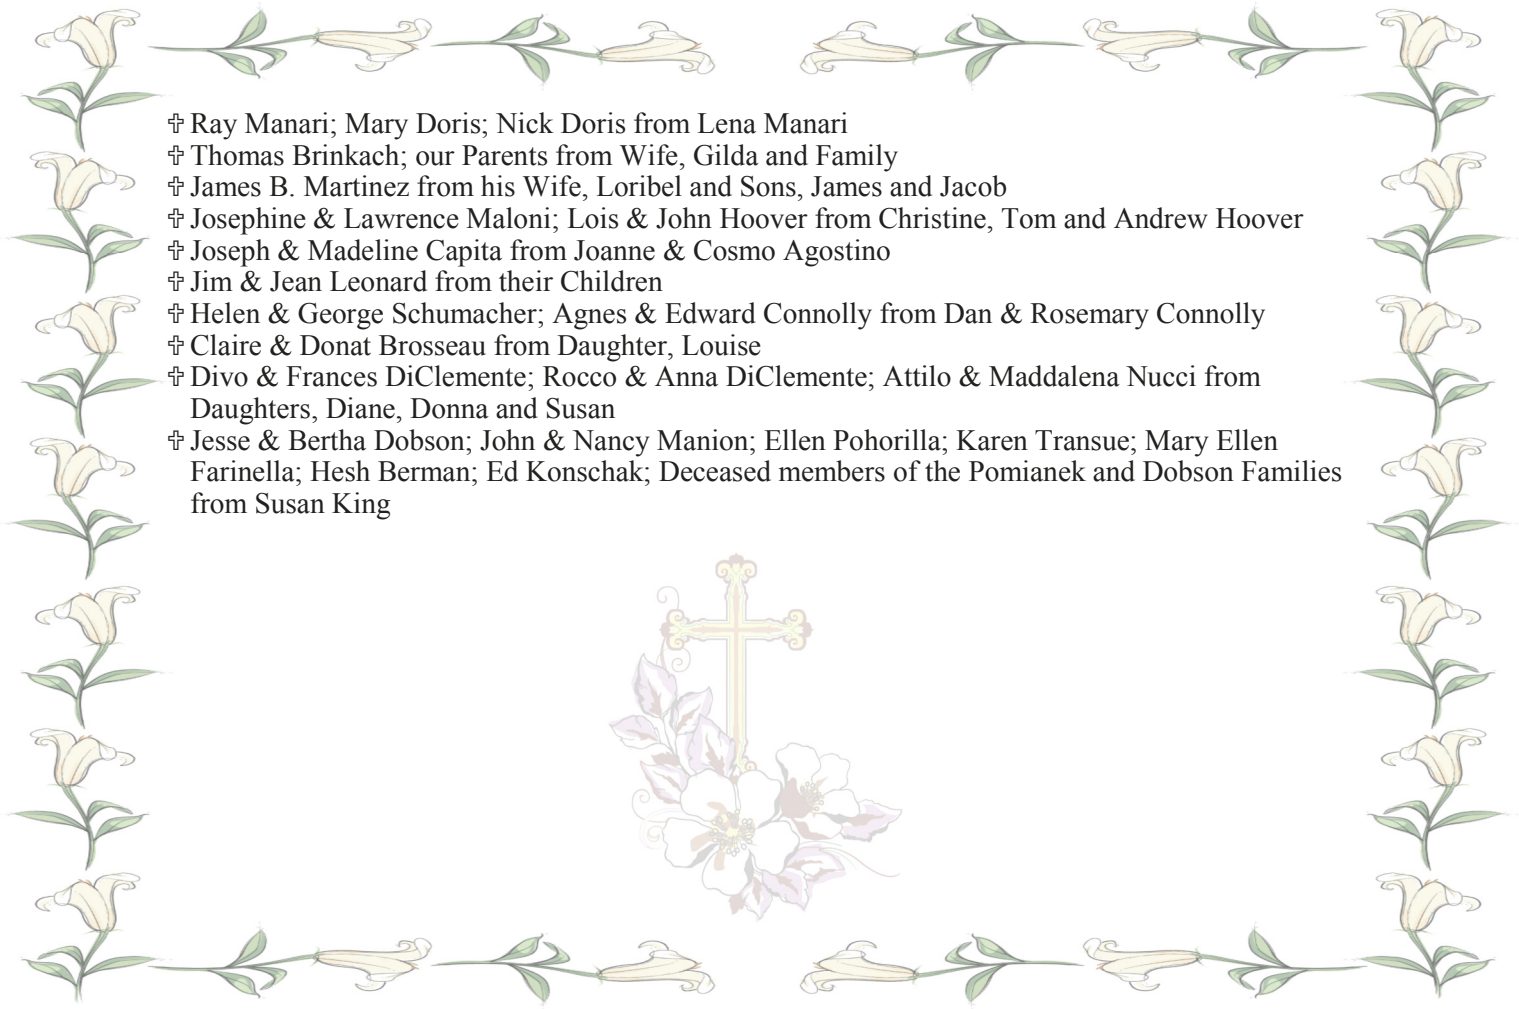 ✞ Ray Manari; Mary Doris; Nick Doris from Lena Manari
✞ Thomas Brinkach; our Parents from Wife, Gilda and Family
✞ James B. Martinez from his Wife, Loribel and Sons, James and Jacob
✞ Josephine & Lawrence Maloni; Lois & John Hoover from Christine, Tom and Andrew Hoover
✞ Joseph & Madeline Capita from Joanne & Cosmo Agostino
✞ Jim & Jean Leonard from their Children
✞ Helen & George Schumacher; Agnes & Edward Connolly from Dan & Rosemary Connolly
✞ Claire & Donat Brosseau from Daughter, Louise
✞ Divo & Frances DiClemente; Rocco & Anna DiClemente; Attilo & Maddalena Nucci from
Daughters, Diane, Donna and Susan
✞ Jesse & Bertha Dobson; John & Nancy Manion; Ellen Pohorilla; Karen Transue; Mary Ellen
Farinella; Hesh Berman; Ed Konschak; Deceased members of the Pomianek and Dobson Families
from Susan King